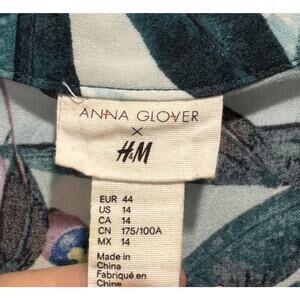 ANNA GLOVER
×
H&M
EUR 44
US 14
CA 14
CN 175/100A
MX 14
Made in
China
Fabriqué en
Chine